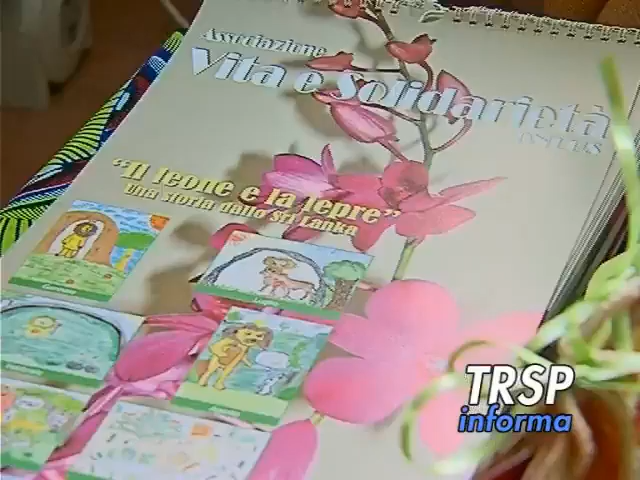 Associazione
Vita e Solidarietà
ONLUS
"Il leone e la lepre"
Una storia dallo Sri Lanka
TRSP
informa